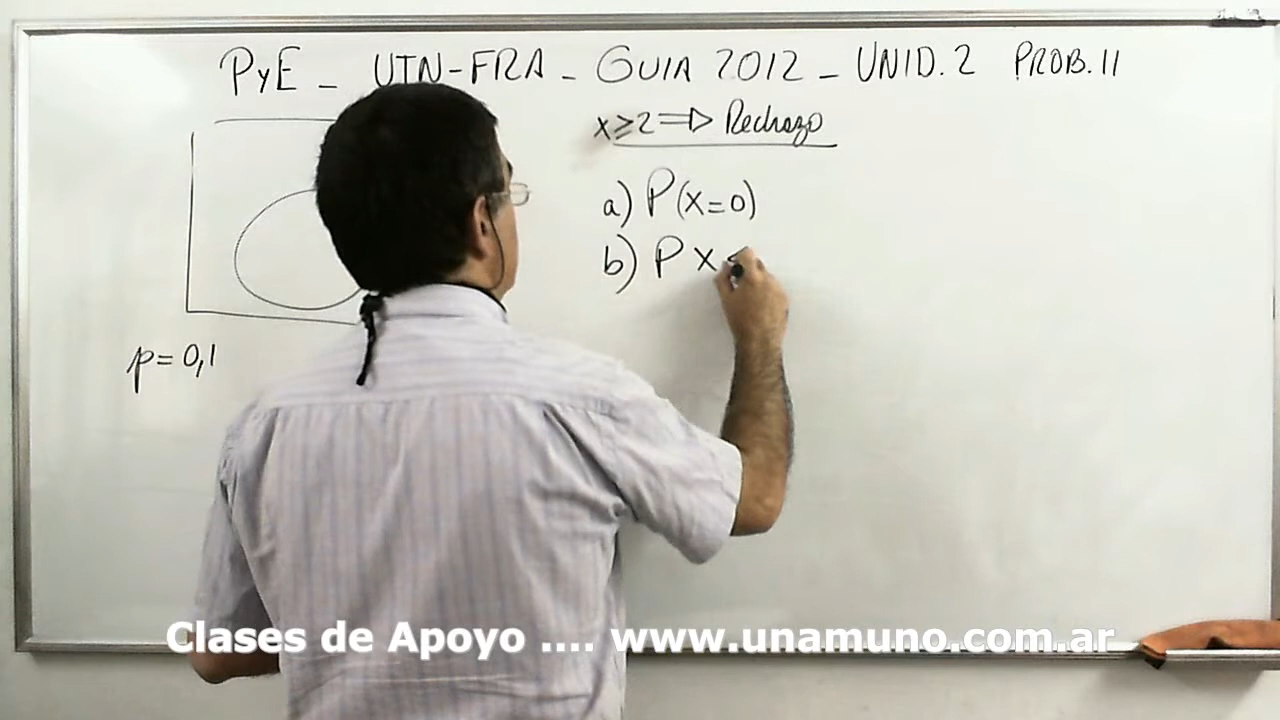 PyE - UTN-FRA - GUIA 2012 - UNID. 2 PROB. 11
x≥2 ⇒ Rechazo
a) P(x=0)
b) P x
p=0,1
Clases de Apoyo .... www.unamuno.com.ar